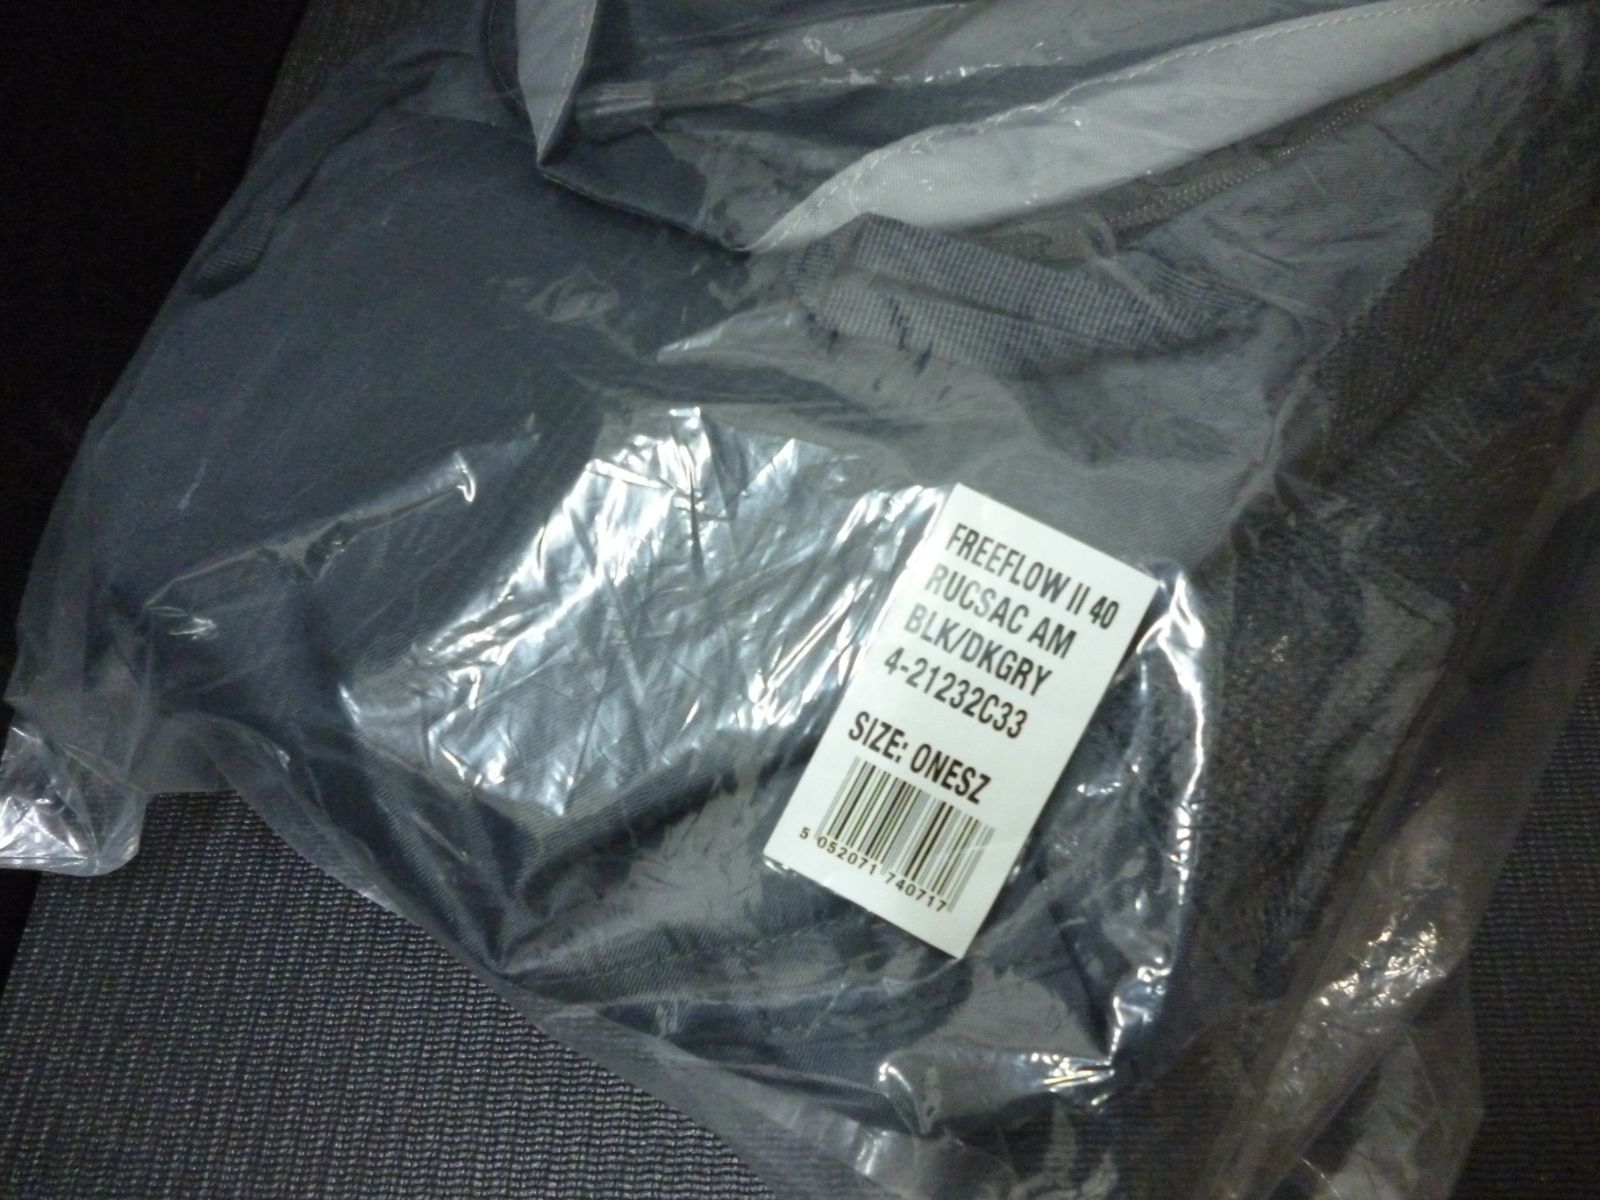 FREEFLOW II 40
RUCSAC AM
BLK/DKGRY
4-21232C33
SIZE: ONESZ
5 052071 740717